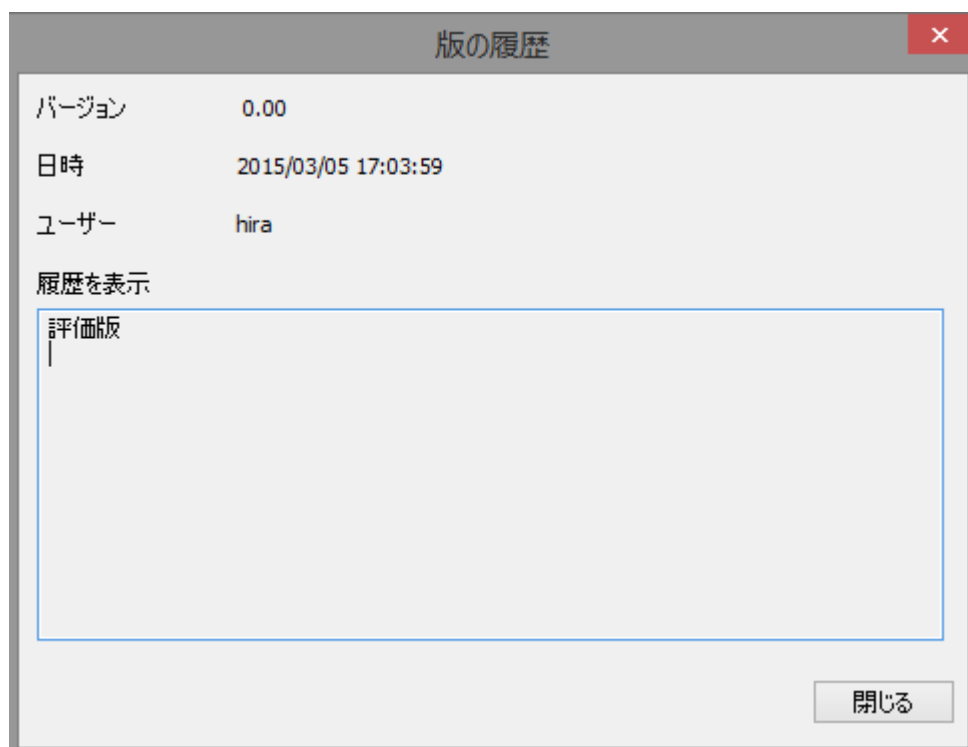 版の履歴
バージョン 0.00
日時 2015/03/05 17:03:59
ユーザー hira
履歴を表示
評価版
閉じる